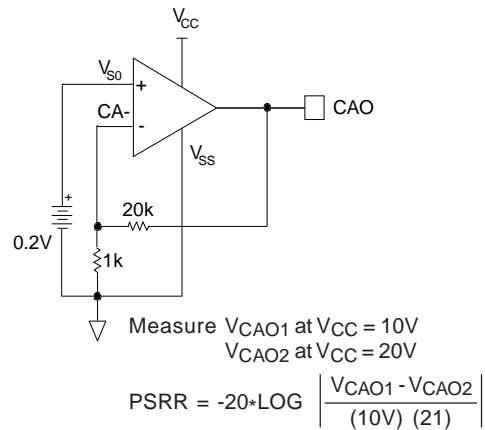 VCC
VS0
+
CA-
-
CAO
VSS
+
20k
0.2V
1k
Measure VCAO1 at VCC = 10V
VCAO2 at VCC = 20V
PSRR = -20*LOG | VCAO1 - VCAO2 |
(10V) (21)